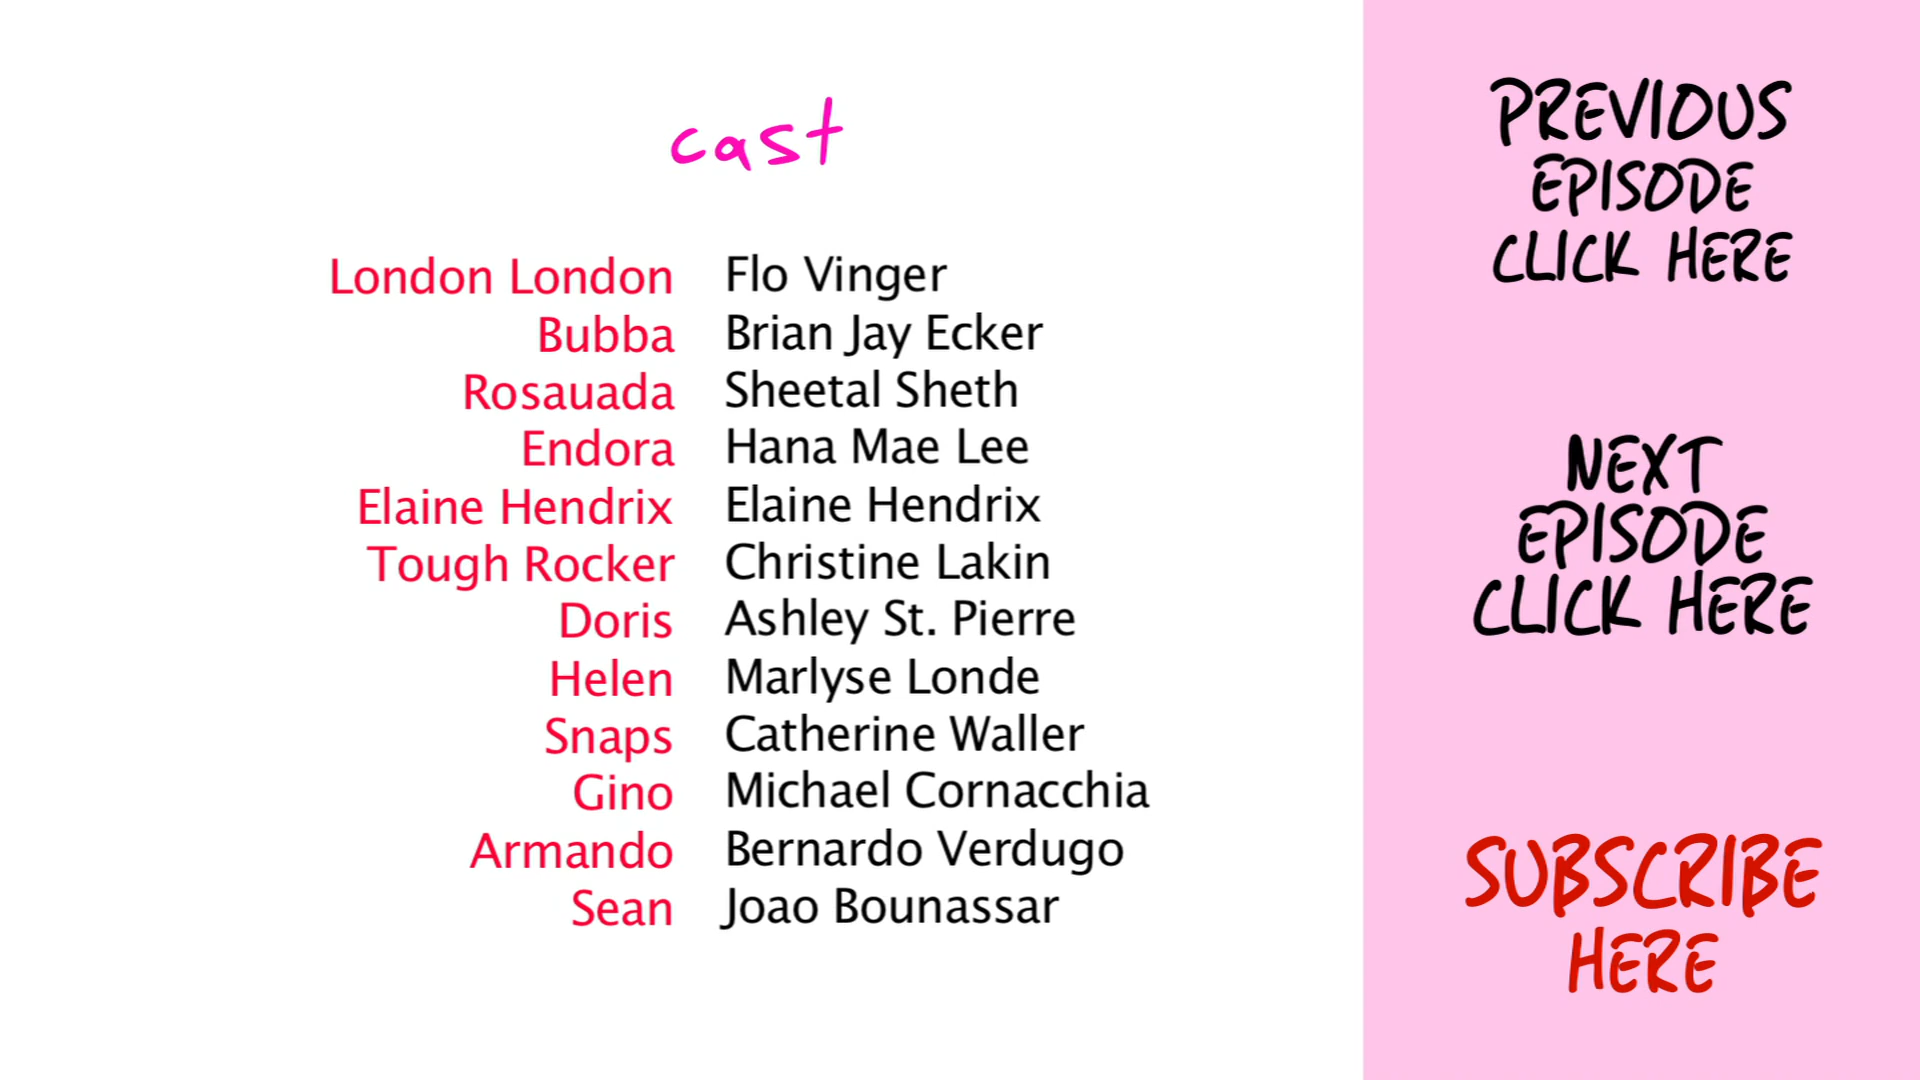 cast
London London Flo Vinger
Bubba Brian Jay Ecker
Rosauada Sheetal Sheth
Endora Hana Mae Lee
Elaine Hendrix Elaine Hendrix
Tough Rocker Christine Lakin
Doris Ashley St. Pierre
Helen Marlyse Londe
Snaps Catherine Waller
Gino Michael Cornacchia
Armando Bernardo Verdugo
Sean Joao Bounassar
PREVIOUS
EPISODE
CLICK HERE
NEXT
EPISODE
CLICK HERE
SUBSCRIBE
HERE